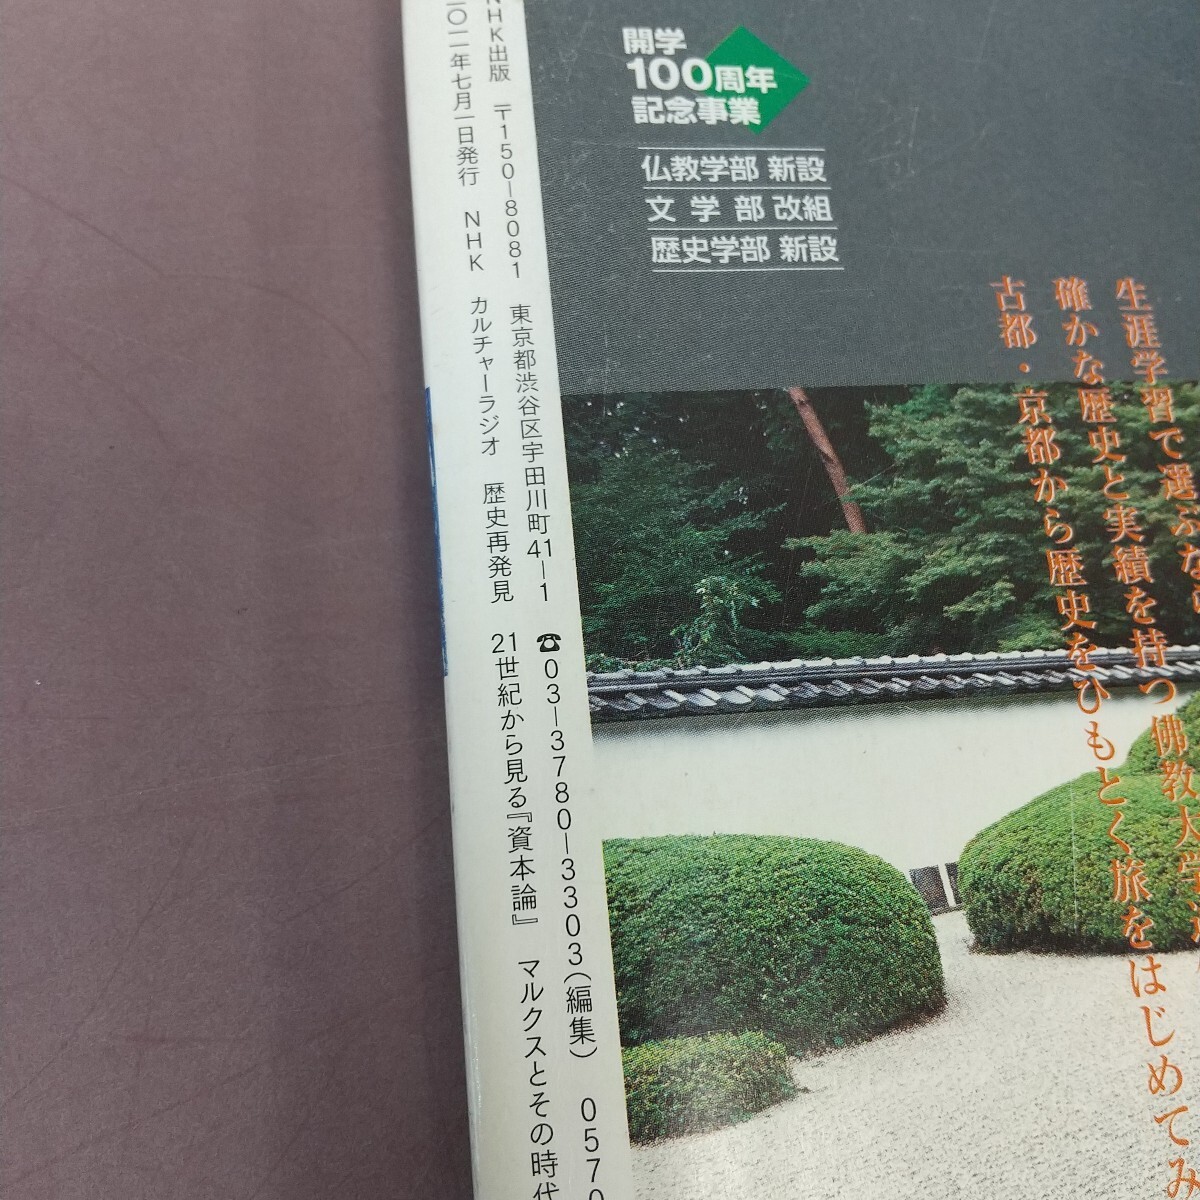 開学
100周年
記念事業
仏教学部 新設
文学部 改組
歴史学部 新設
生涯学習で選ぶな
確かな歴史と実績を持つ佛教大学
古都・京都から歴史をひもとく旅をはじめてみ
NHK出版 〒150-8081 東京都渋谷区宇田川町41-1 ☎03-3780-3303(編集) 0570
二〇一一年七月一日発行 NHK カルチャーラジオ 歴史再発見 21世紀から見る『資本論』 マルクスとその時代